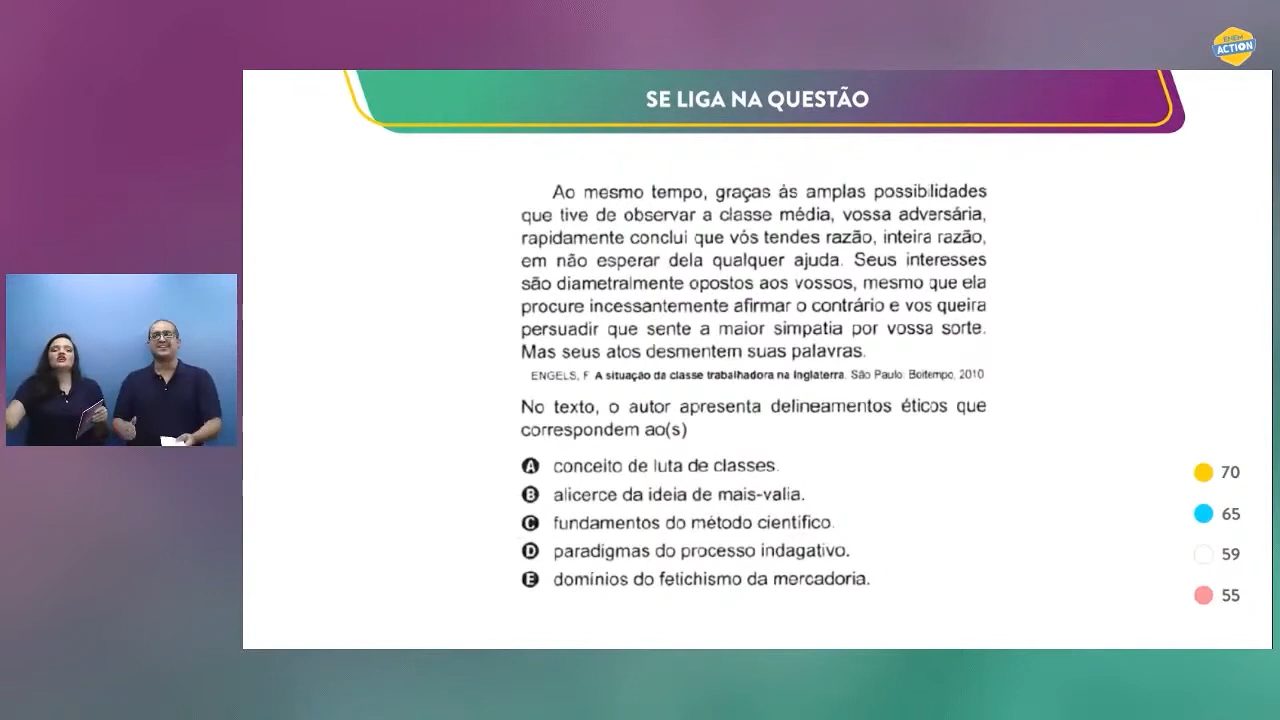 ENEM
ACTION
SE LIGA NA QUESTÃO
Ao mesmo tempo, graças às amplas possibilidades
que tive de observar a classe média, vossa adversária,
rapidamente conclui que vós tendes razão, inteira razão,
em não esperar dela qualquer ajuda. Seus interesses
são diametralmente opostos aos vossos, mesmo que ela
procure incessantemente afirmar o contrário e vos queira
persuadir que sente a maior simpatia por vossa sorte.
Mas seus atos desmentem suas palavras.
ENGELS, F. A situação da classe trabalhadora na Inglaterra. São Paulo: Boitempo, 2010
No texto, o autor apresenta delineamentos éticos que
correspondem ao(s)
A conceito de luta de classes.
B alicerce da ideia de mais-valia.
C fundamentos do método científico.
D paradigmas do processo indagativo.
E domínios do fetichismo da mercadoria.
70
65
59
55